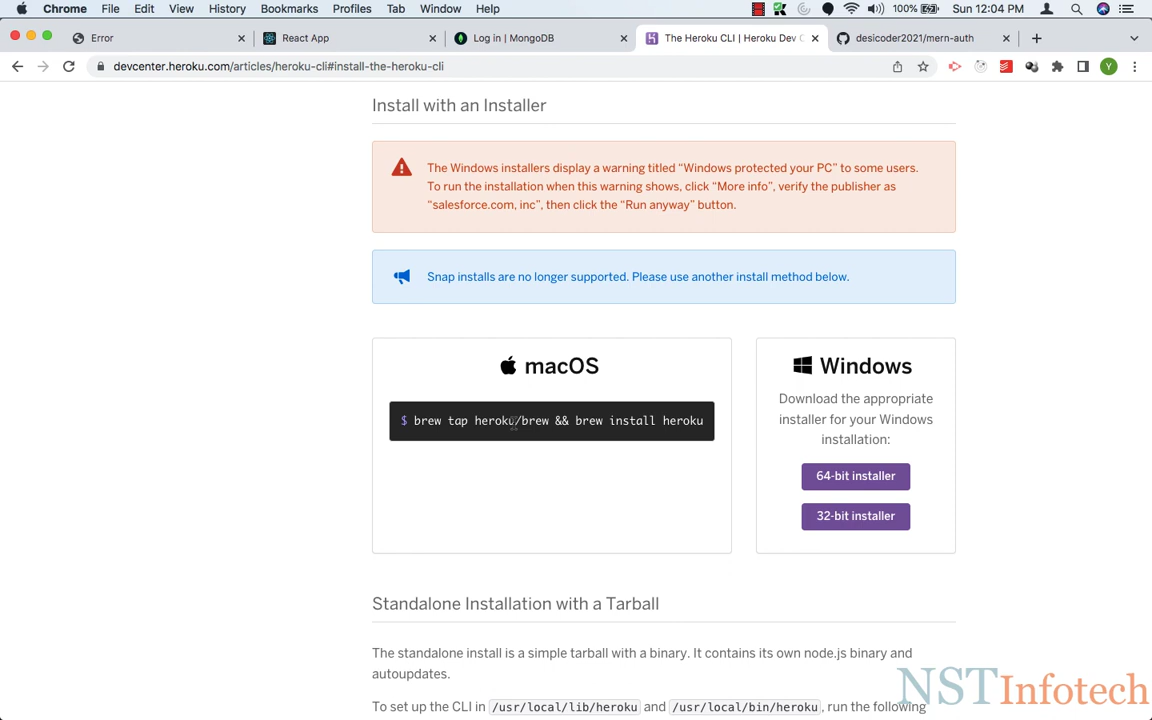 Chrome File Edit View History Bookmarks Profiles Tab Window Help 100% Sun 12:04 PM
Error React App Log in | MongoDB The Heroku CLI | Heroku Dev C desicoder2021/mern-auth
devcenter.heroku.com/articles/heroku-cli#install-the-heroku-cli Y
Install with an Installer
The Windows installers display a warning titled “Windows protected your PC” to some users.
To run the installation when this warning shows, click “More info”, verify the publisher as
“salesforce.com, inc”, then click the “Run anyway” button.
Snap installs are no longer supported. Please use another install method below.
macOS
$ brew tap heroku/brew && brew install heroku
Windows
Download the appropriate
installer for your Windows
installation:
64-bit installer
32-bit installer
Standalone Installation with a Tarball
The standalone install is a simple tarball with a binary. It contains its own node.js binary and
autoupdates.
To set up the CLI in /usr/local/lib/heroku and /usr/local/bin/heroku, run the following
NSTInfotech